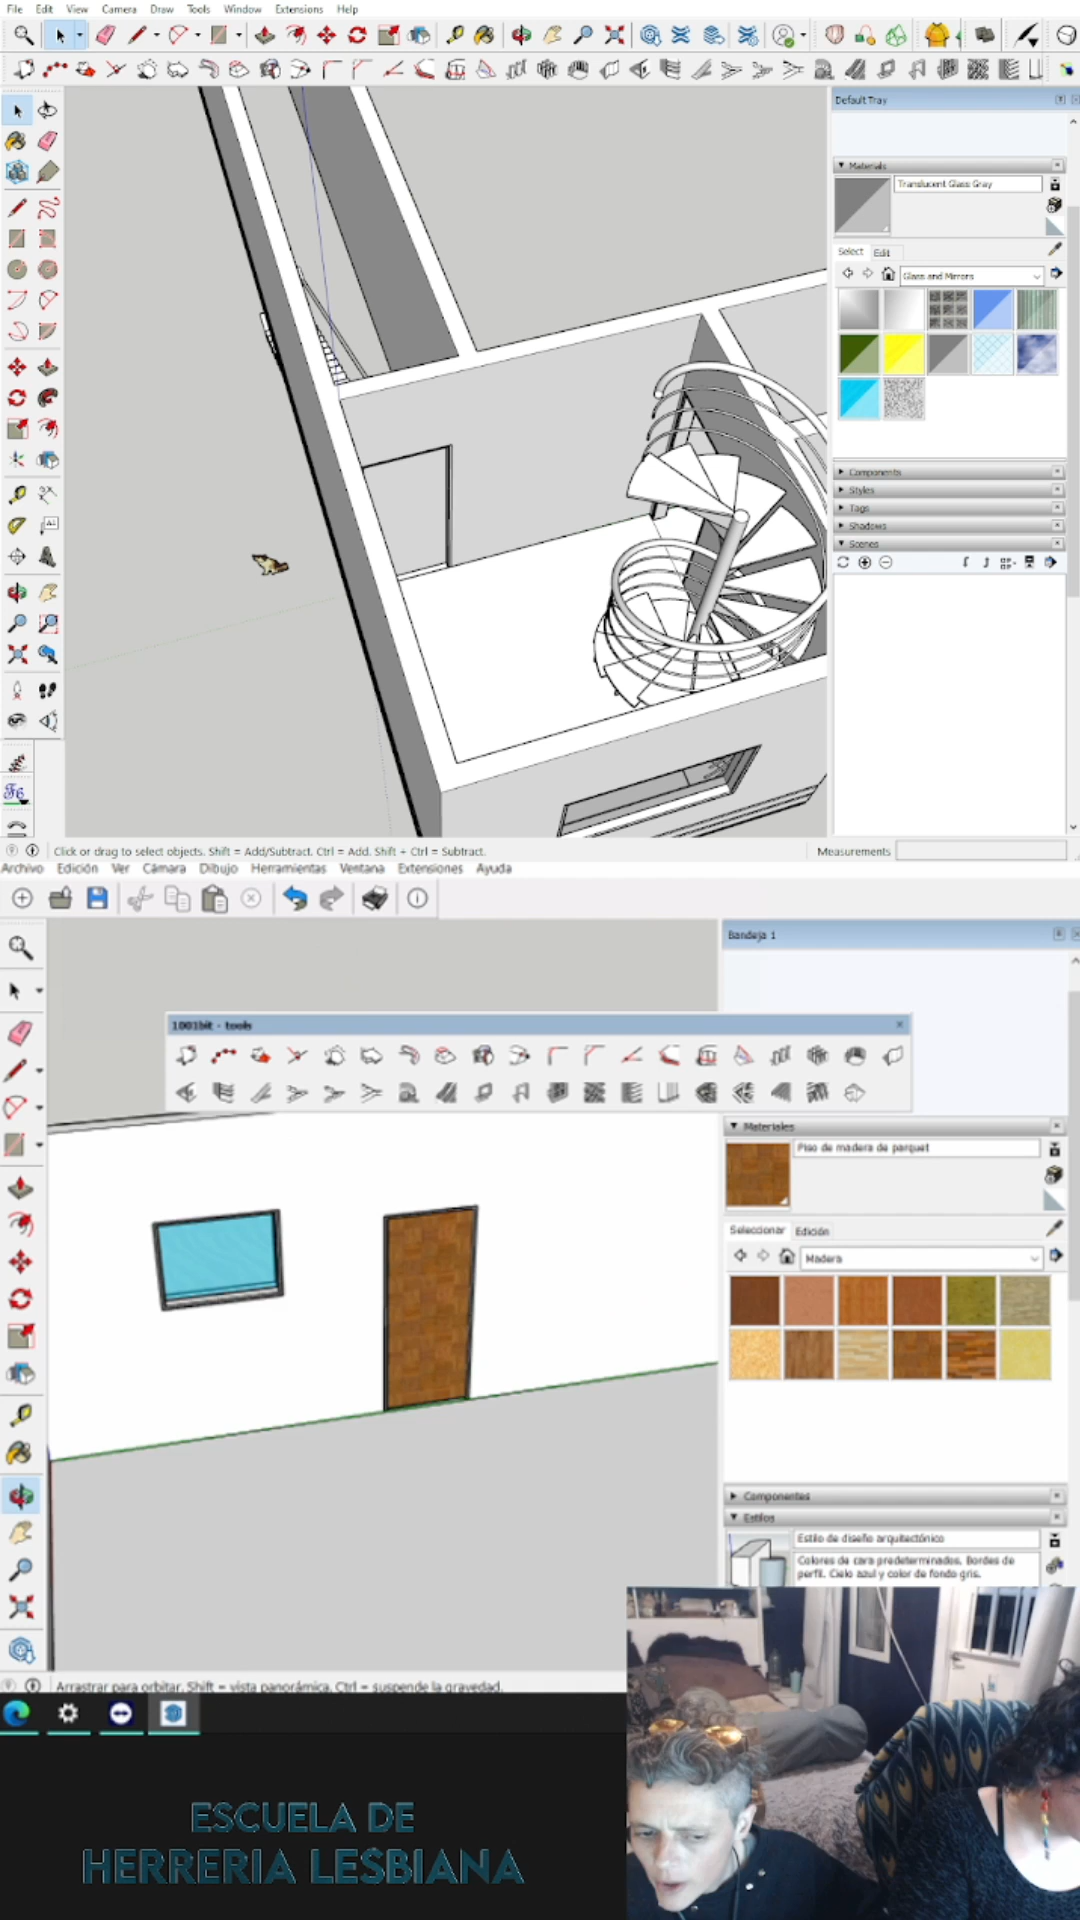 File Edit View Camera Draw Tools Window Extensions Help
Default Tray
Materials
Translucent Glass Gray
Select Edit
Glass and Mirrors
Components
Styles
Tags
Shadows
Scenes
Click or drag to select objects. Shift = Add/Subtract. Ctrl = Add. Shift + Ctrl = Subtract.
Measurements
Archivo Edición Ver Cámara Dibujo Herramientas Ventana Extensiones Ayuda
Bandeja 1
1001bit - tools
Materiales
Piso de madera de parquet
Seleccionar Edición
Madera
Componentes
Estilos
Estilo de diseño arquitectónico
Colores de cara predeterminados. Bordes de
perfil. Cielo azul y color de fondo gris.
Arrastrar para orbitar. Shift = vista panorámica, Ctrl = suspende la gravedad.
ESCUELA DE
HERRERIA LESBIANA